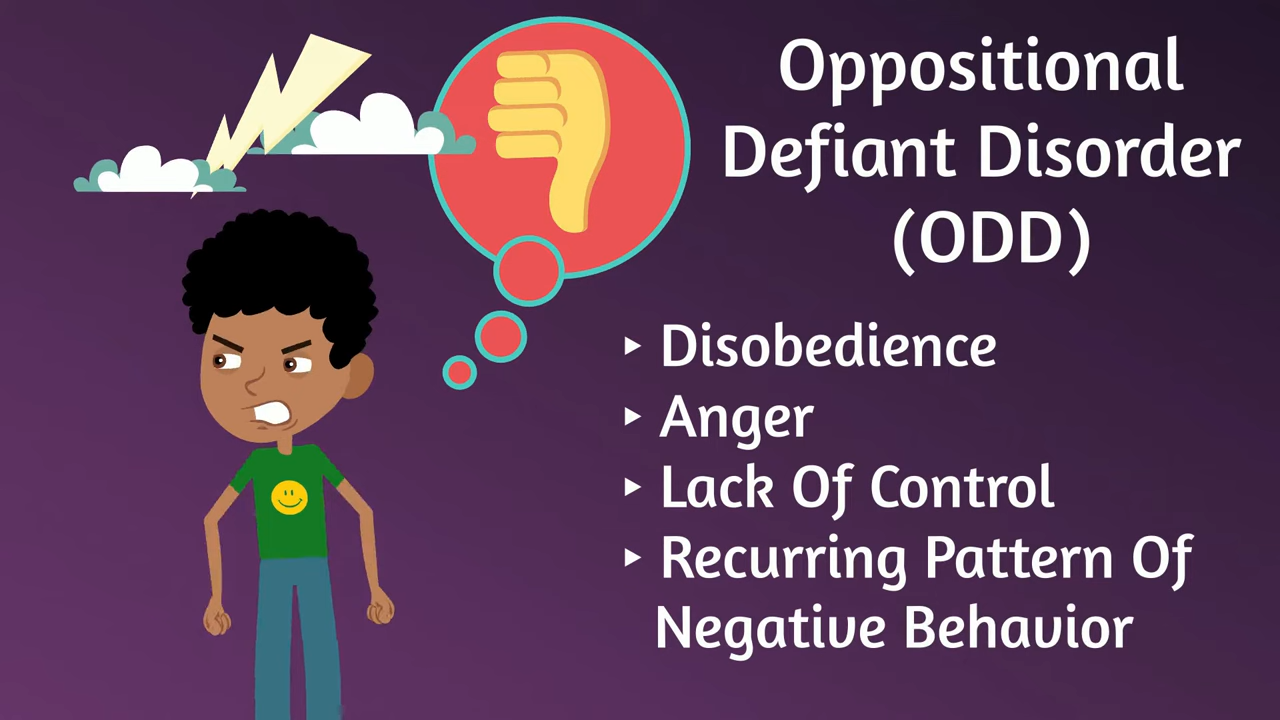 Oppositional
Defiant Disorder
(ODD)
‣ Disobedience
‣ Anger
‣ Lack Of Control
‣ Recurring Pattern Of
Negative Behavior